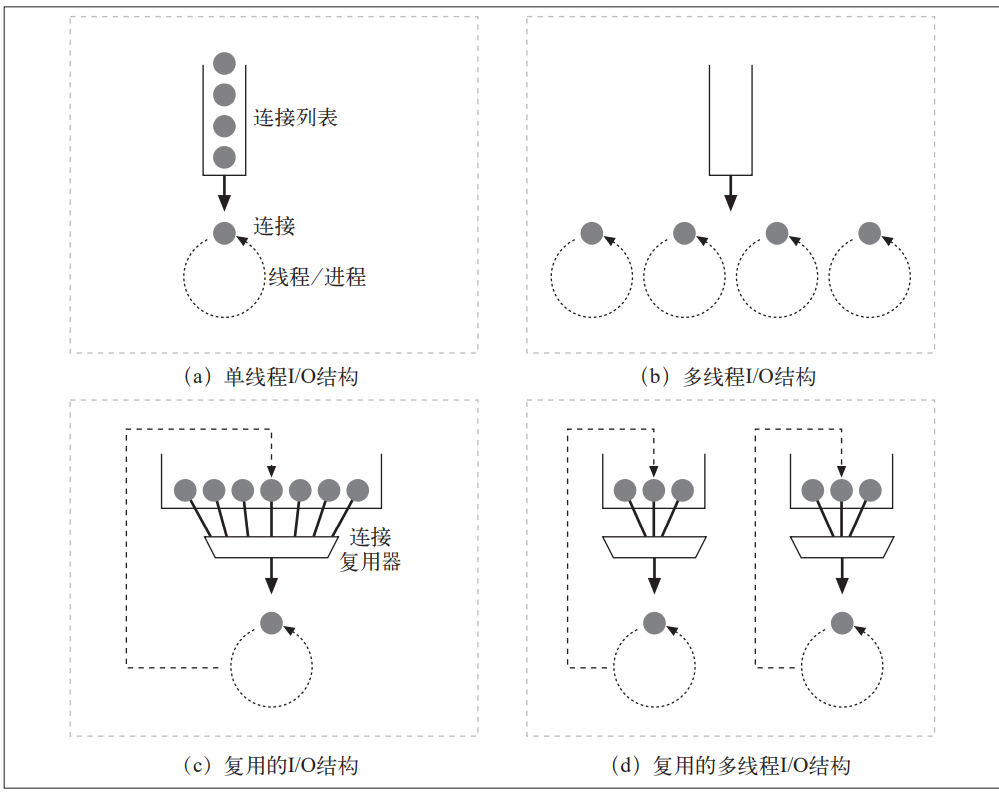 连接列表
连接
线程/进程
(a) 单线程I/O结构
(b) 多线程I/O结构
连接
复用器
(c) 复用的I/O结构
(d) 复用的多线程I/O结构